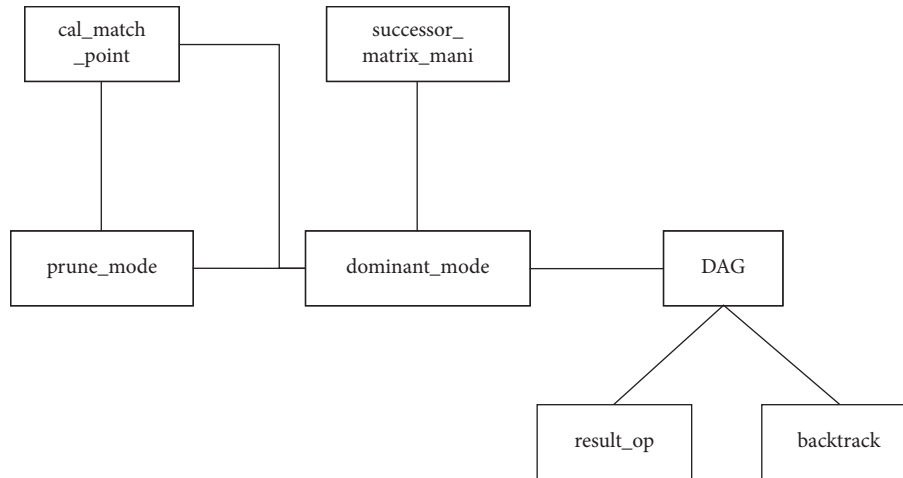 cal_match
_point
successor_
matrix_mani
prune_mode
dominant_mode
DAG
result_op
backtrack